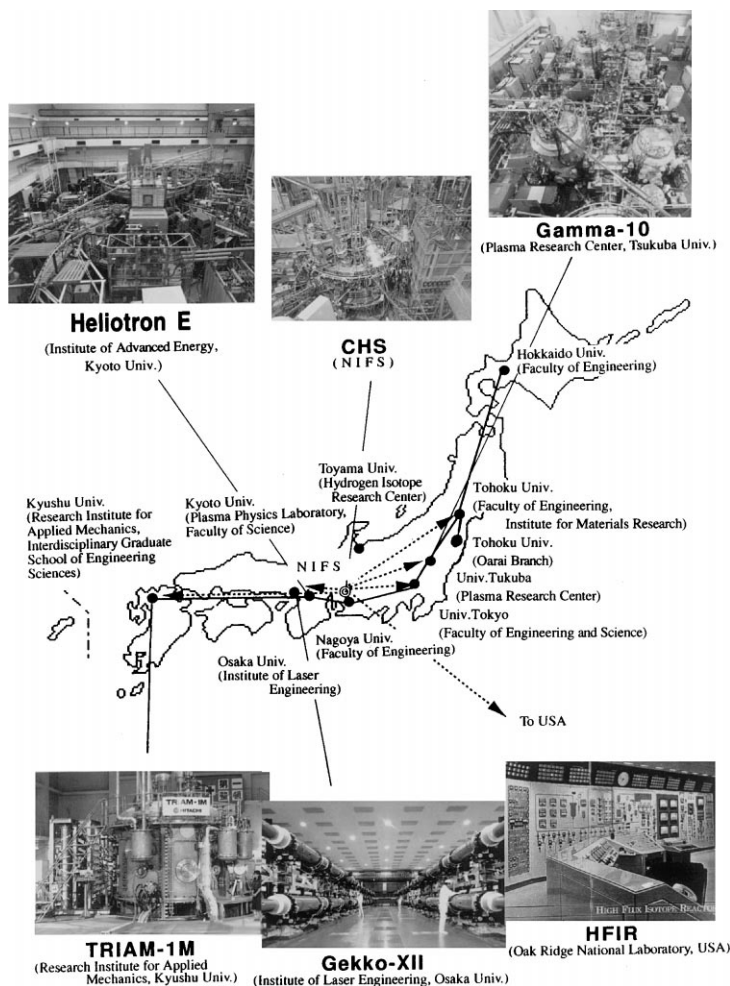 Gamma-10
(Plasma Research Center, Tsukuba Univ.)
Heliotron E
(Institute of Advanced Energy,
Kyoto Univ.)
CHS
(NIFS)
Hokkaido Univ.
(Faculty of Engineering)
Toyama Univ.
(Hydrogen Isotope
Research Center)
Kyushu Univ.
(Research Institute for
Applied Mechanics,
Interdisciplinary Graduate
School of Engineering
Sciences)
Kyoto Univ.
(Plasma Physics Laboratory,
Faculty of Science)
Tohoku Univ.
(Faculty of Engineering,
Institute for Materials Research)
Tohoku Univ.
(Oarai Branch)
NIFS
Univ.Tukuba
(Plasma Research Center)
Univ.Tokyo
(Faculty of Engineering and Science)
Nagoya Univ.
(Faculty of Engineering)
Osaka Univ.
(Institute of Laser
Engineering)
To USA
TRIAM-1M
HITACHI
HIGH FLUX ISOTOPE REACTOR
TRIAM-1M
(Research Institute for Applied
Mechanics, Kyushu Univ.)
Gekko-XII
(Institute of Laser Engineering, Osaka Univ.)
HFIR
(Oak Ridge National Laboratory, USA)